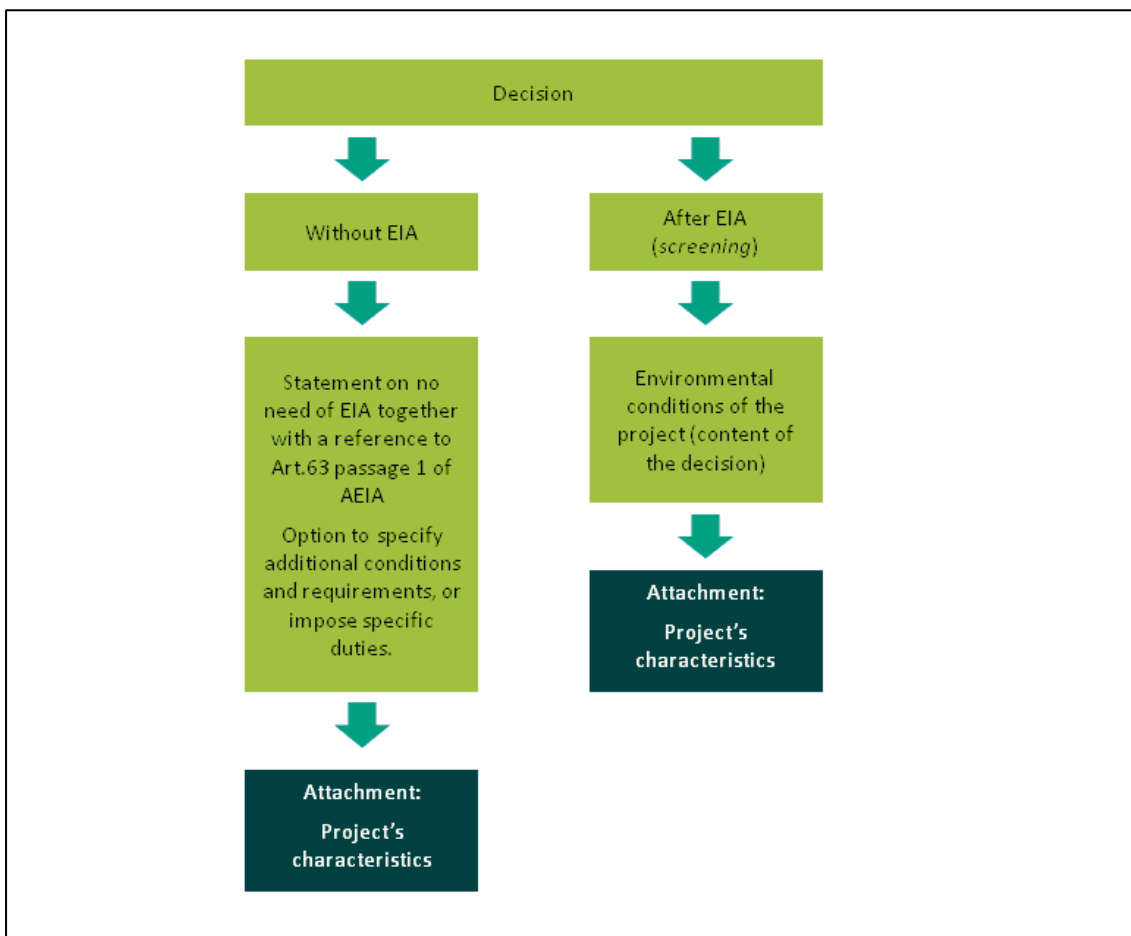 Decision
Without EIA
After EIA
(screening)
Statement on no
need of EIA together
with a reference to
Art.63 passage 1 of
AEIA
Option to specify
additional conditions
and requirements, or
impose specific
duties.
Environmental
conditions of the
project (content of
the decision)
Attachment:
Project's
characteristics
Attachment:
Project's
characteristics